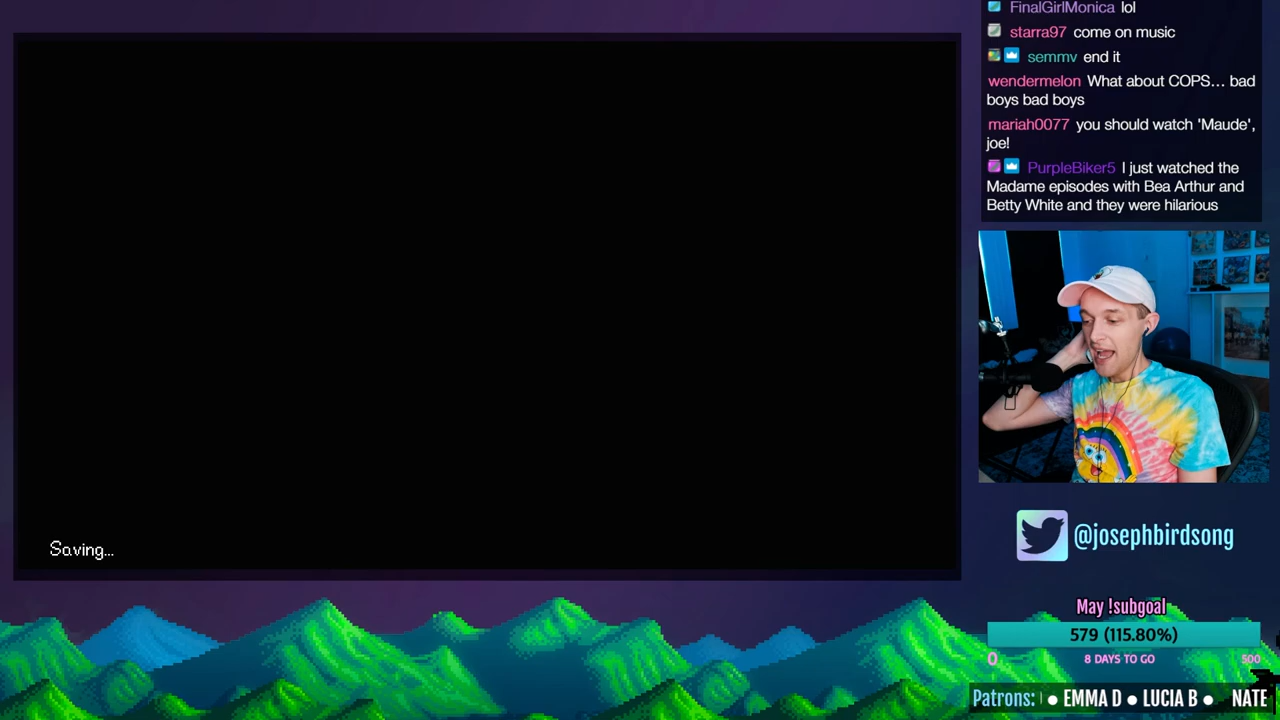 FinalGirlMonica lol
starra97 come on music
semmv end it
wendermelon What about COPS… bad
boys bad boys
mariah0077 you should watch 'Maude',
joe!
PurpleBiker5 I just watched the
Madame episodes with Bea Arthur and
Betty White and they were hilarious
Saving...
@josephbirdsong
May !subgoal
579 (115.80%)
0 8 DAYS TO GO 500
Patrons: ● EMMA D ● LUCIA B ● NATE